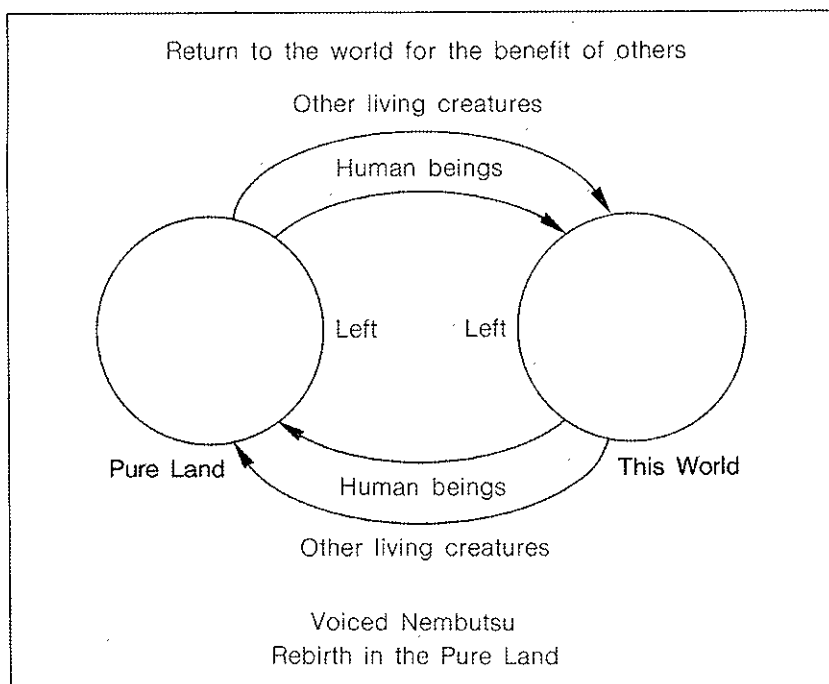 Return to the world for the benefit of others
Other living creatures
Human beings
Left
Left
Pure Land
This World
Human beings
Other living creatures
Voiced Nembutsu
Rebirth in the Pure Land